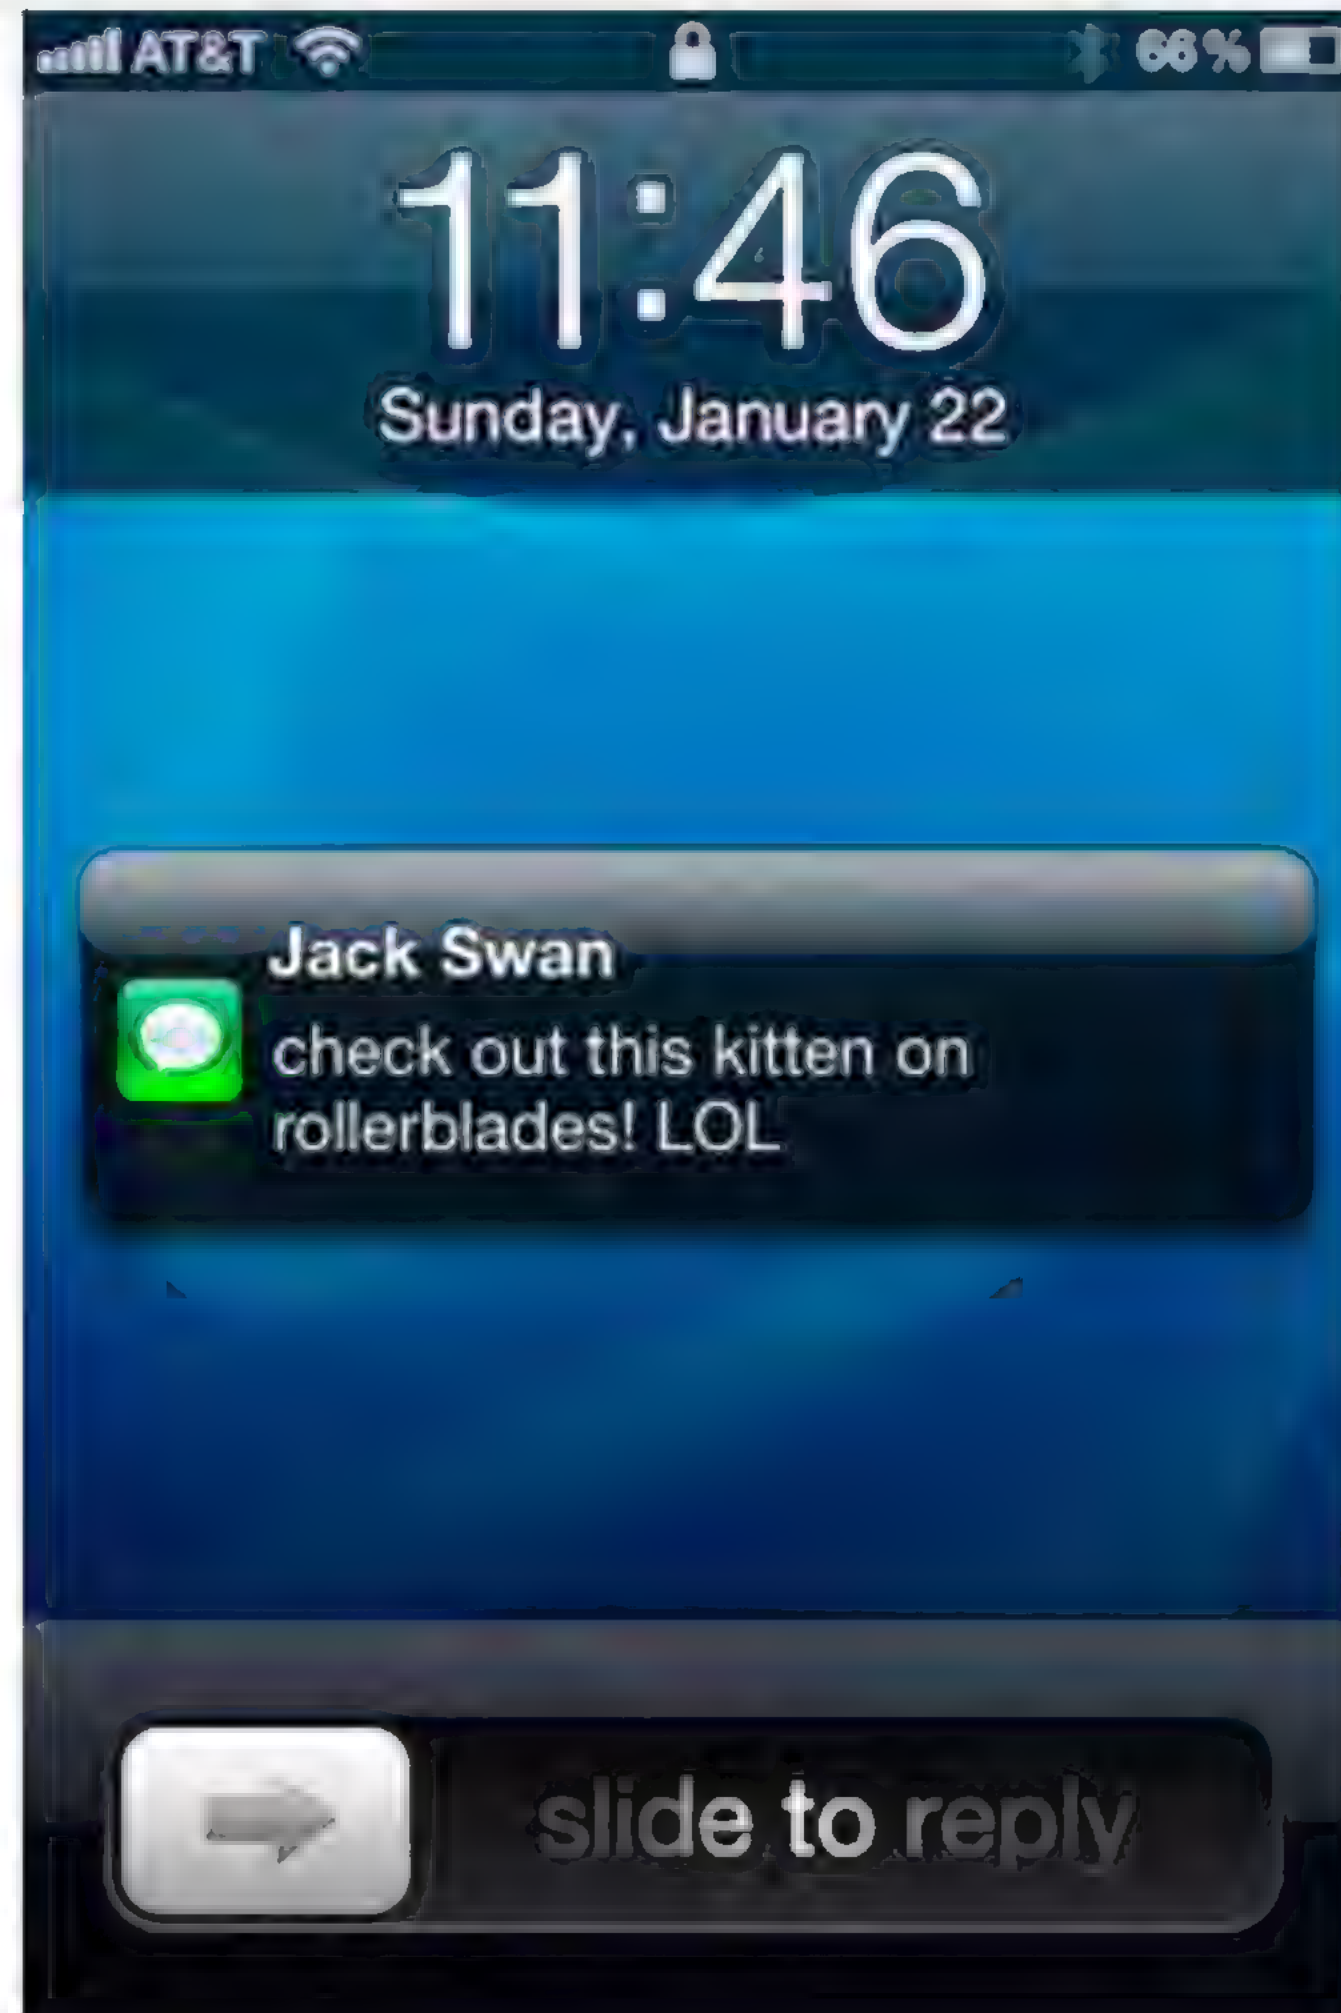 AT&T 66%
11:46
Sunday, January 22
Jack Swan
check out this kitten on
rollerblades! LOL
slide to reply